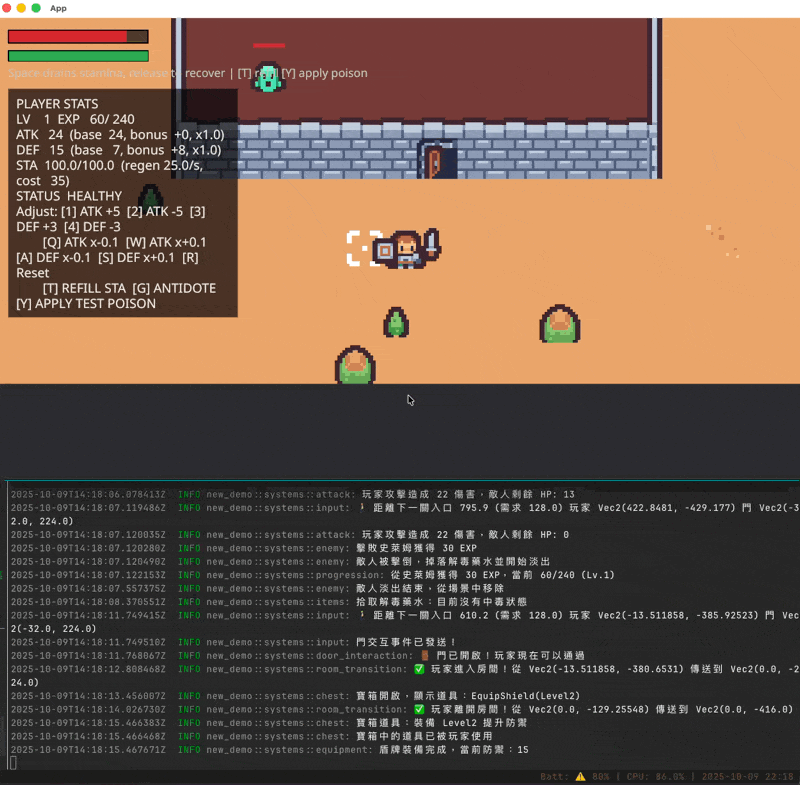 App
Space drains stamina, release to recover | [T] refill [Y] apply poison
PLAYER STATS
LV 1 EXP 60/ 240
ATK 24 (base 24, bonus +0, x1.0)
DEF 15 (base 7, bonus +8, x1.0)
STA 100.0/100.0 (regen 25.0/s,
cost 35)
STATUS HEALTHY
Adjust: [1] ATK +5 [2] ATK -5 [3]
DEF +3 [4] DEF -3
[Q] ATK x-0.1 [W] ATK x+0.1
[A] DEF x-0.1 [S] DEF x+0.1 [R]
Reset
[T] REFILL STA [G] ANTIDOTE
[Y] APPLY TEST POISON
2025-10-09T14:18:06.078413Z INFO new_demo::systems::attack: 玩家攻擊造成 22 傷害，敵人剩餘 HP: 13
2025-10-09T14:18:07.119486Z INFO new_demo::systems::input: 距離下一關入口 795.9 (需求 128.0) 玩家 Vec2(422.8481, -429.177) 門 Vec2(-3
2.0, 224.0)
2025-10-09T14:18:07.120035Z INFO new_demo::systems::attack: 玩家攻擊造成 22 傷害，敵人剩餘 HP: 0
2025-10-09T14:18:07.120280Z INFO new_demo::systems::enemy: 擊敗史萊姆獲得 30 EXP
2025-10-09T14:18:07.120490Z INFO new_demo::systems::enemy: 敵人被擊倒，掉落解毒藥水並開始淡出
2025-10-09T14:18:07.122153Z INFO new_demo::systems::progression: 從史萊姆獲得 30 EXP，當前 60/240 (Lv.1)
2025-10-09T14:18:07.557375Z INFO new_demo::systems::enemy: 敵人淡出結束，從場景中移除
2025-10-09T14:18:08.370551Z INFO new_demo::systems::items: 拾取解毒藥水：目前沒有中毒狀態
2025-10-09T14:18:11.749415Z INFO new_demo::systems::input: 距離下一關入口 610.2 (需求 128.0) 玩家 Vec2(-13.511858, -385.92523) 門 Vec
2(-32.0, 224.0)
2025-10-09T14:18:11.749510Z INFO new_demo::systems::input: 門交互事件已發送！
2025-10-09T14:18:11.768067Z INFO new_demo::systems::door_interaction: 🚪 門已開啟！玩家現在可以通過
2025-10-09T14:18:12.808468Z INFO new_demo::systems::room_transition: ✅ 玩家進入房間！從 Vec2(-13.511858, -380.6531) 傳送到 Vec2(0.0, -2
24.0)
2025-10-09T14:18:13.456007Z INFO new_demo::systems::chest: 寶箱開啟，顯示道具：EquipShield(Level2)
2025-10-09T14:18:14.026730Z INFO new_demo::systems::room_transition: ✅ 玩家離開房間！從 Vec2(0.0, -129.25548) 傳送到 Vec2(0.0, -416.0)
2025-10-09T14:18:15.466383Z INFO new_demo::systems::chest: 寶箱道具：裝備 Level2 提升防禦
2025-10-09T14:18:15.466468Z INFO new_demo::systems::chest: 寶箱中的道具已被玩家使用
2025-10-09T14:18:15.467671Z INFO new_demo::systems::equipment: 盾牌裝備完成，當前防禦：15
Batt: ⚠️ 80% | CPU: 86.0% | 2025-10-09 22:18